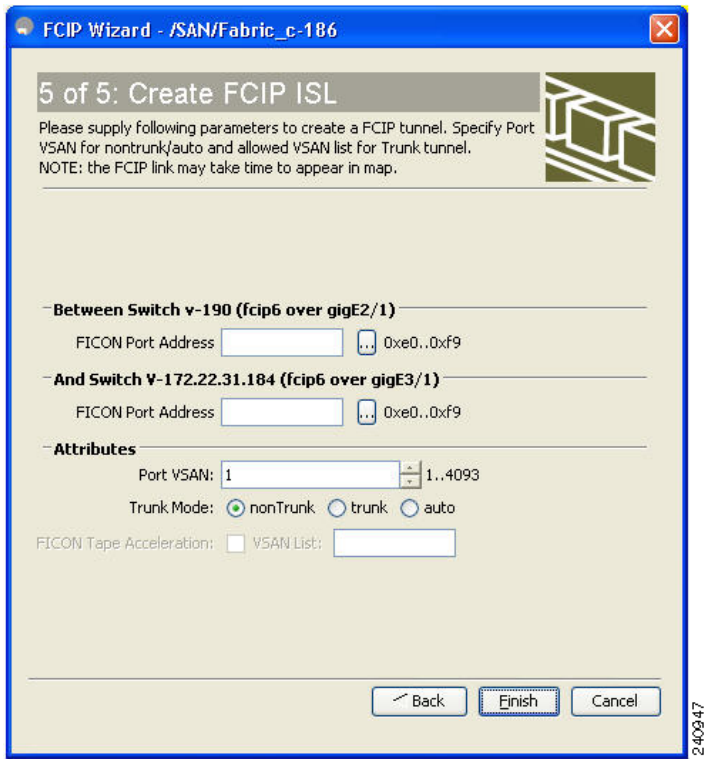 FCIP Wizard - /SAN/Fabric_c-186
5 of 5: Create FCIP ISL
Please supply following parameters to create a FCIP tunnel. Specify Port
VSAN for nontrunk/auto and allowed VSAN list for Trunk tunnel.
NOTE: the FCIP link may take time to appear in map.
Between Switch v-190 (fcip6 over gigE2/1)
FICON Port Address ... 0xe0..0xf9
And Switch V-172.22.31.184 (fcip6 over gigE3/1)
FICON Port Address ... 0xe0..0xf9
Attributes
Port VSAN: 1 1..4093
Trunk Mode: nonTrunk trunk auto
FICON Tape Acceleration: VSAN List:
Back Finish Cancel
240947